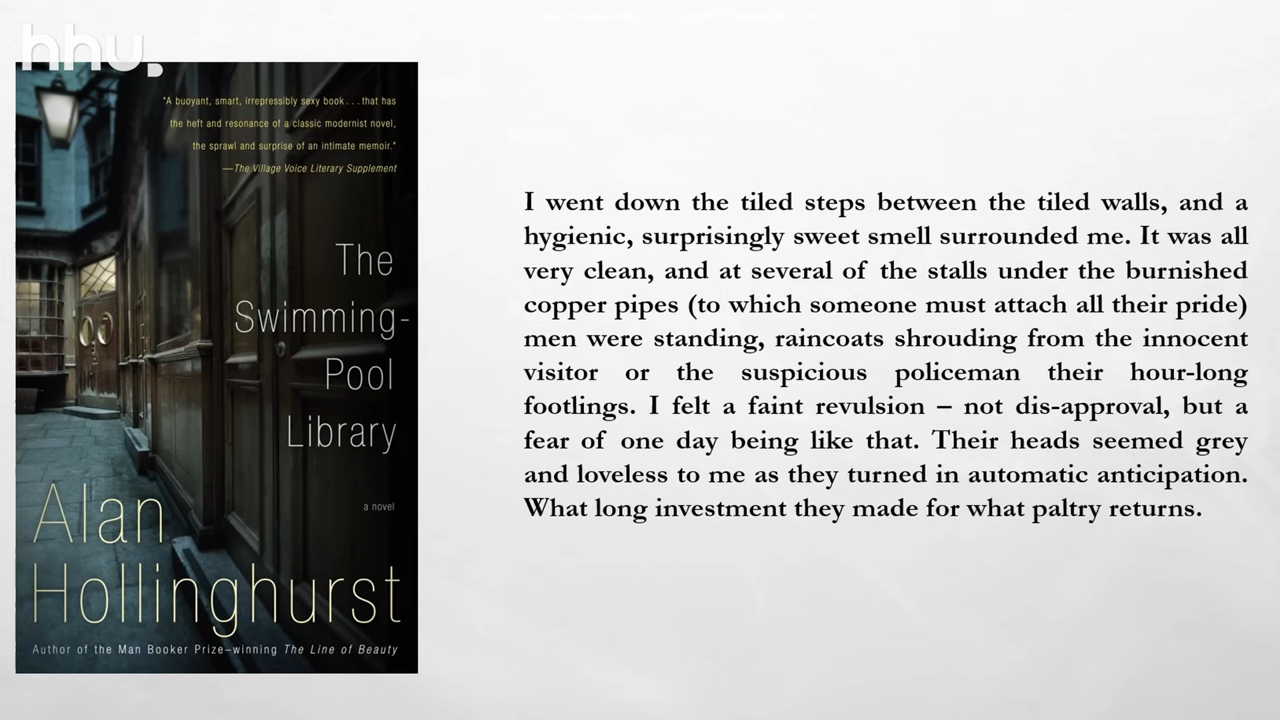 hhu.
"A buoyant, smart, irrepressibly sexy book . . . that has
the heft and resonance of a classic modernist novel,
the sprawl and surprise of an intimate memoir."
—The Village Voice Literary Supplement
The
Swimming-
Pool
Library
a novel
Alan
Hollinghurst
Author of the Man Booker Prize–winning The Line of Beauty
I went down the tiled steps between the tiled walls, and a
hygienic, surprisingly sweet smell surrounded me. It was all
very clean, and at several of the stalls under the burnished
copper pipes (to which someone must attach all their pride)
men were standing, raincoats shrouding from the innocent
visitor or the suspicious policeman their hour-long
footlings. I felt a faint revulsion – not dis-approval, but a
fear of one day being like that. Their heads seemed grey
and loveless to me as they turned in automatic anticipation.
What long investment they made for what paltry returns.